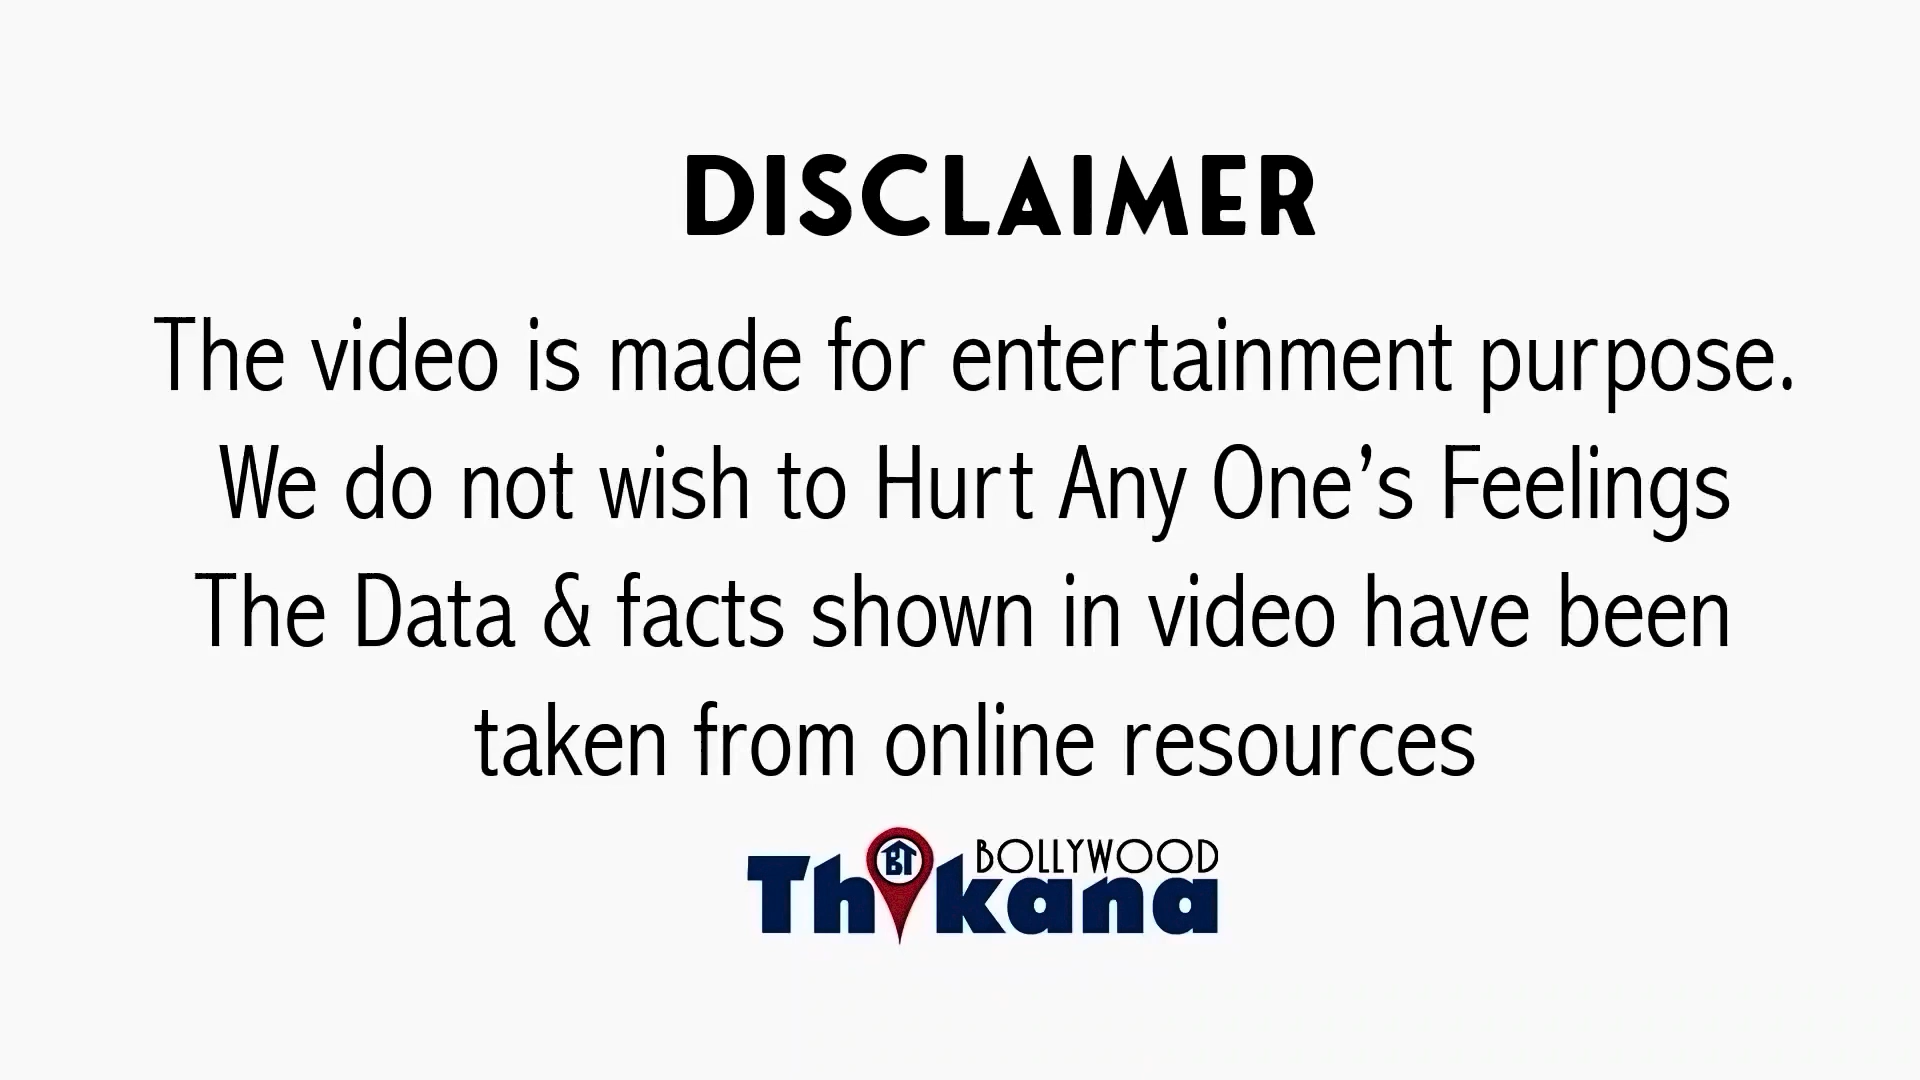 DISCLAIMER
The video is made for entertainment purpose.
We do not wish to Hurt Any One’s Feelings
The Data & facts shown in video have been
taken from online resources
BT
BOLLYWOOD
Thikana